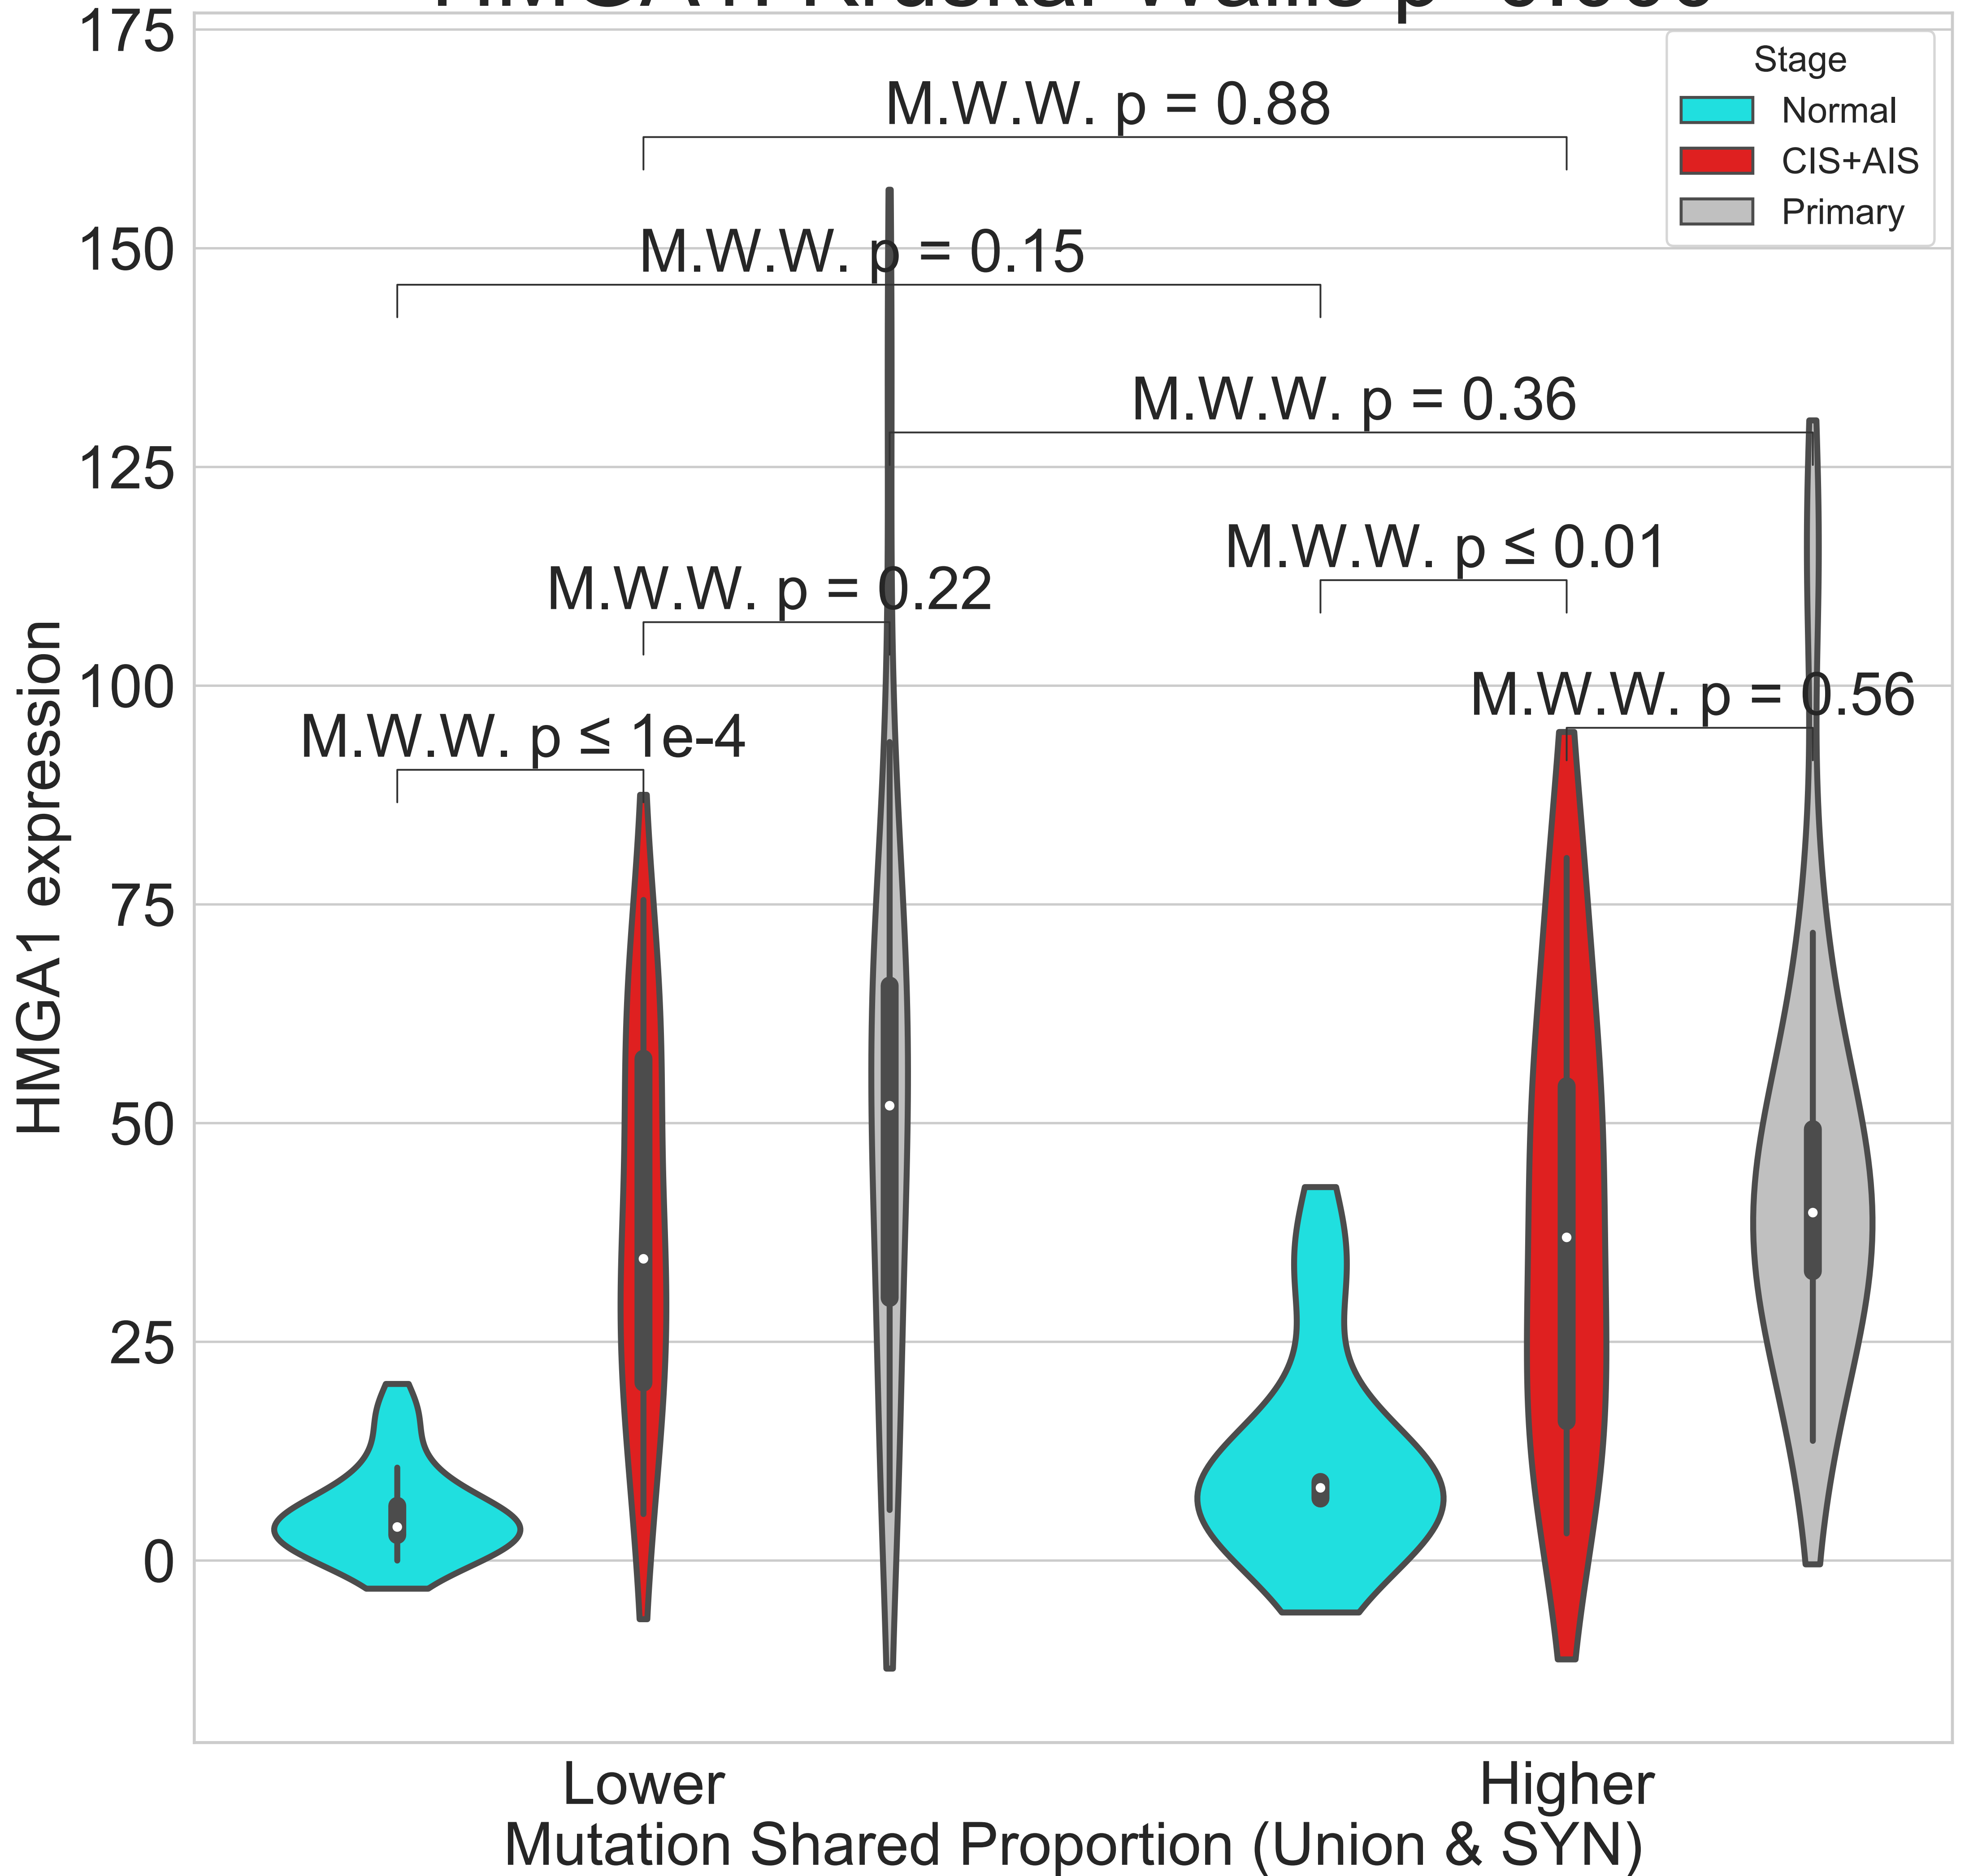 175
Stage
Normal
CIS+AIS
Primary
M.W.W. p = 0.88
150
M.W.W. p = 0.15
M.W.W. p = 0.36
125
M.W.W. p ≤ 0.01
M.W.W. p = 0.22
100
M.W.W. p = 0.56
M.W.W. p ≤ 1e-4
75
50
25
0
HMGA1 expression
Lower
Higher
Mutation Shared Proportion (Union & SYN)